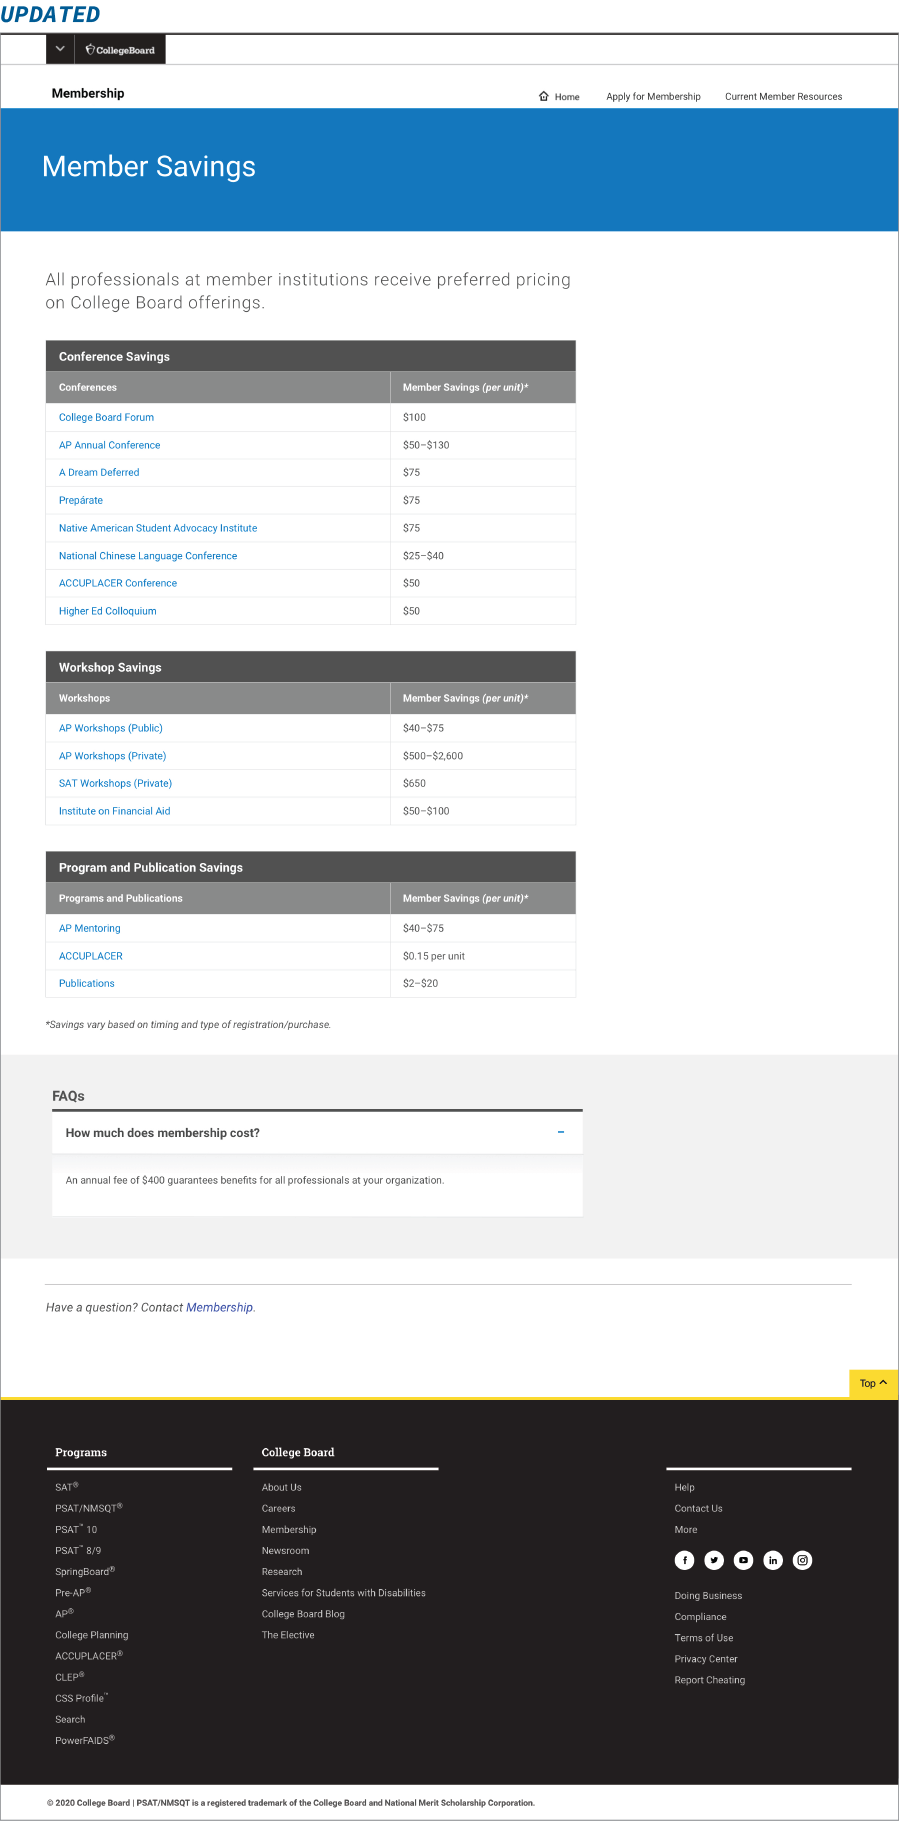 UPDATED
CollegeBoard
Membership
Home Apply for Membership Current Member Resources
Member Savings
All professionals at member institutions receive preferred pricing
on College Board offerings.
Conference Savings
Conferences Member Savings (per unit)*
College Board Forum $100
AP Annual Conference $50–$130
A Dream Deferred $75
Prepárate $75
Native American Student Advocacy Institute $75
National Chinese Language Conference $25–$40
ACCUPLACER Conference $50
Higher Ed Colloquium $50
Workshop Savings
Workshops Member Savings (per unit)*
AP Workshops (Public) $40–$75
AP Workshops (Private) $500–$2,600
SAT Workshops (Private) $650
Institute on Financial Aid $50–$100
Program and Publication Savings
Programs and Publications Member Savings (per unit)*
AP Mentoring $40–$75
ACCUPLACER $0.15 per unit
Publications $2–$20
*Savings vary based on timing and type of registration/purchase.
FAQs
How much does membership cost? –
An annual fee of $400 guarantees benefits for all professionals at your organization.
Have a question? Contact Membership.
Top
Programs
SAT®
PSAT/NMSQT®
PSAT™ 10
PSAT™ 8/9
SpringBoard®
Pre-AP®
AP®
College Planning
ACCUPLACER®
CLEP®
CSS Profile™
Search
PowerFAIDS®
College Board
About Us
Careers
Membership
Newsroom
Research
Services for Students with Disabilities
College Board Blog
The Elective
Help
Contact Us
More
Doing Business
Compliance
Terms of Use
Privacy Center
Report Cheating
© 2020 College Board | PSAT/NMSQT is a registered trademark of the College Board and National Merit Scholarship Corporation.